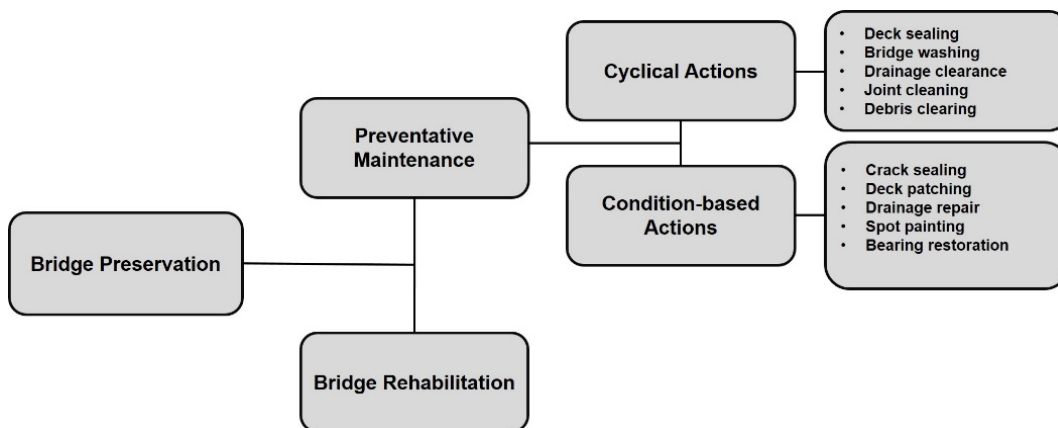 Cyclical Actions
• Deck sealing
• Bridge washing
• Drainage clearance
• Joint cleaning
• Debris clearing
Preventative
Maintenance
Condition-based
Actions
• Crack sealing
• Deck patching
• Drainage repair
• Spot painting
• Bearing restoration
Bridge Preservation
Bridge Rehabilitation